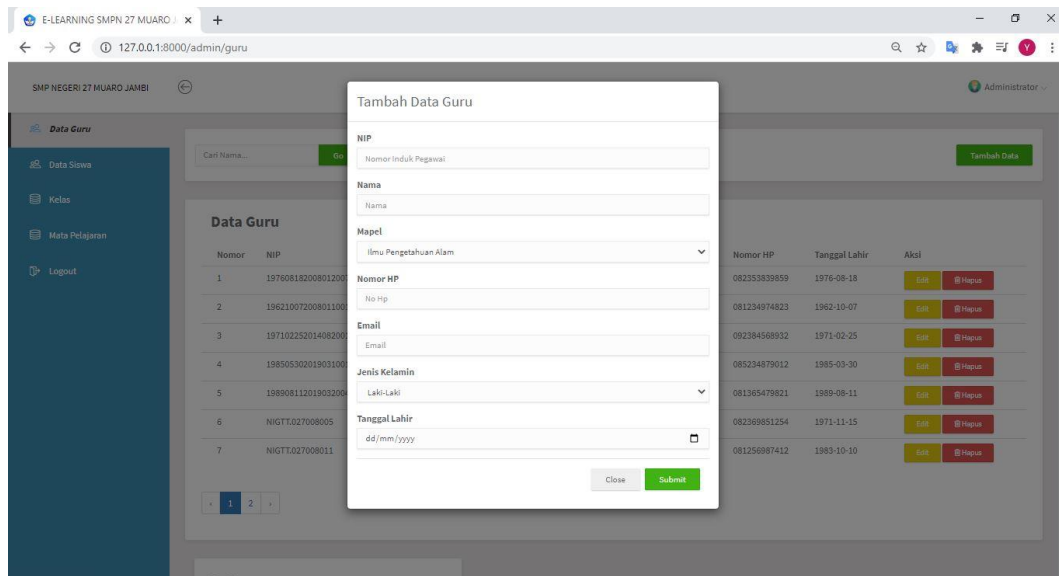 E-LEARNING SMPN 27 MUARO J
127.0.0.1:8000/admin/guru
Y
SMP NEGERI 27 MUARO JAMBI
Administrator
Data Guru
Data Siswa
Kelas
Mata Pelajaran
Logout
Cari Nama...
Go
Tambah Data
Data Guru
Nomor NIP Nomor HP Tanggal Lahir Aksi
1 19760818200801200 082353839859 1976-08-18 Edit Hapus
2 1962100720080110 081234974823 1962-10-07 Edit Hapus
3 1971022520140820 092384568932 1971-02-25 Edit Hapus
4 1985053020190310 085234879012 1985-03-30 Edit Hapus
5 19890811201903200 081365479821 1989-08-11 Edit Hapus
6 NIGTT.027008005 082369851254 1971-11-15 Edit Hapus
7 NIGTT.027008011 081256987412 1983-10-10 Edit Hapus
‹ 1 2 ›
Tambah Data Guru
NIP
Nomor Induk Pegawai
Nama
Nama
Mapel
Ilmu Pengetahuan Alam
Nomor HP
No Hp
Email
Email
Jenis Kelamin
Laki-Laki
Tanggal Lahir
dd/mm/yyyy
Close
Submit